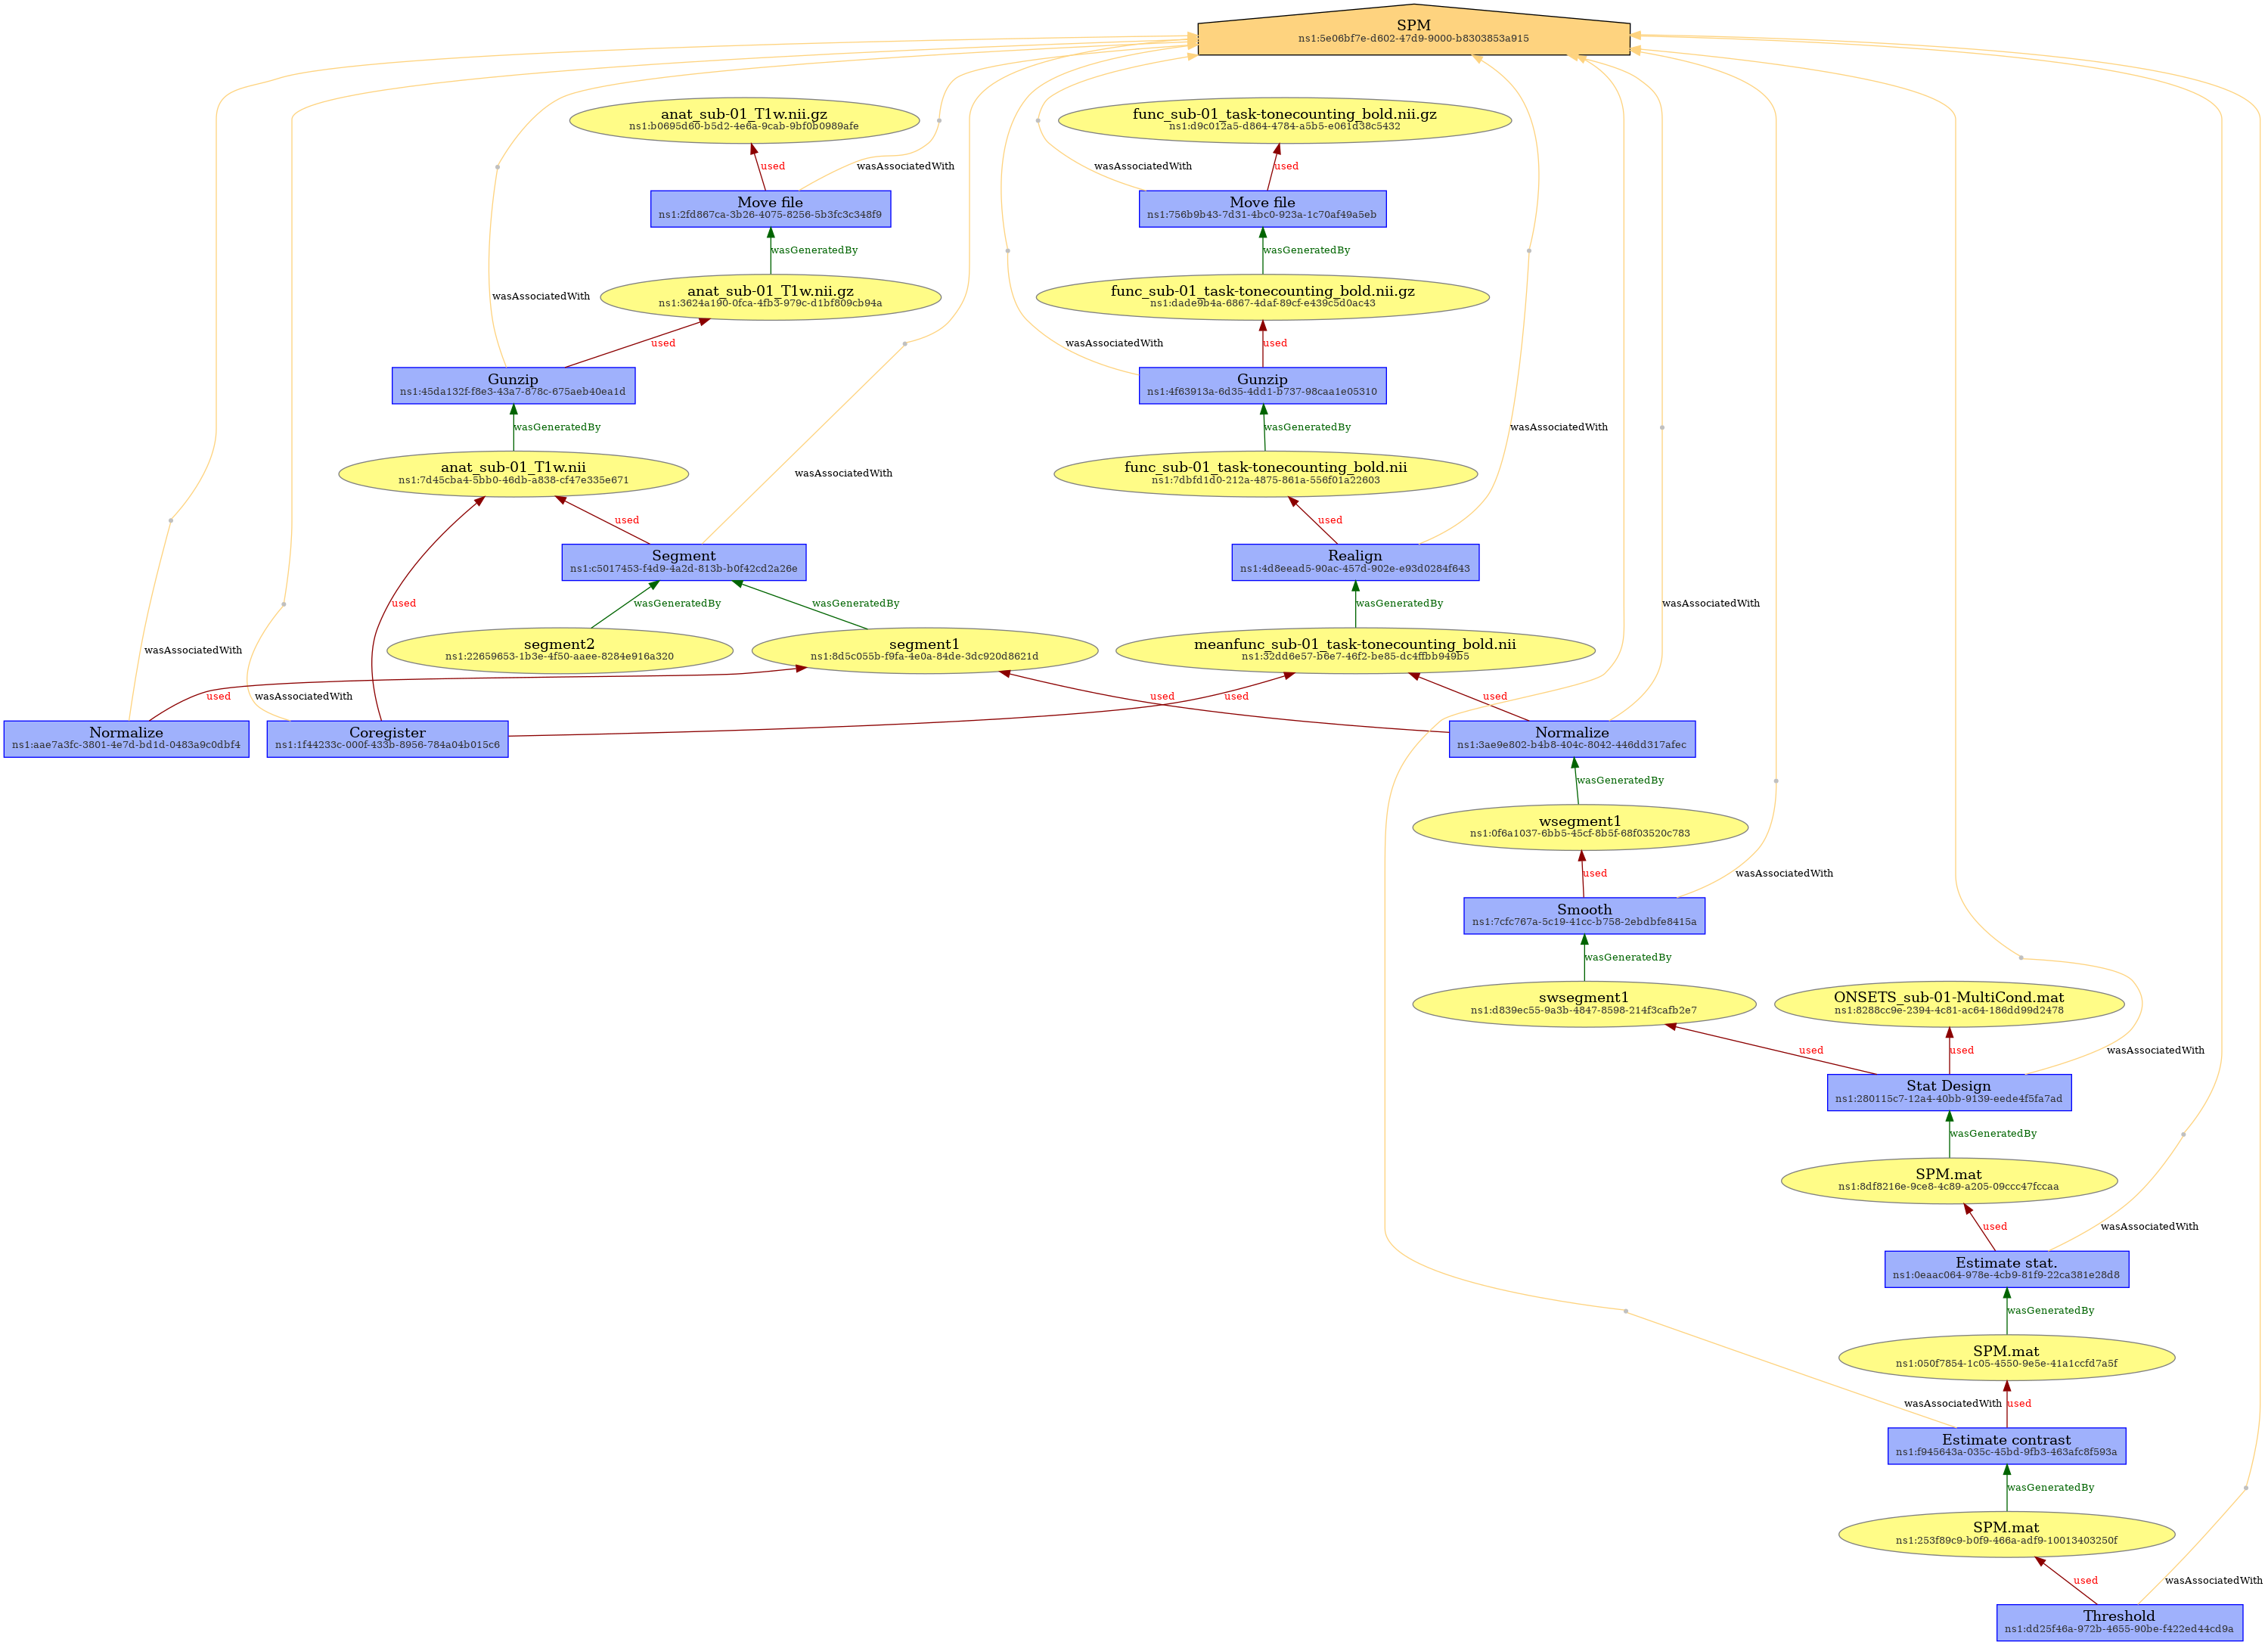 SPM
ns1:5e06bf7e-d602-47d9-9000-b8303853a915
anat_sub-01_T1w.nii.gz
ns1:b0695d60-b5d2-4e6a-9cab-9bf0b0989afe
func_sub-01_task-tonecounting_bold.nii.gz
ns1:d9c012a5-d864-4784-a5b5-e061d38c5432
used
wasAssociatedWith
wasAssociatedWith
used
Move file
ns1:2fd867ca-3b26-4075-8256-5b3fc3c348f9
Move file
ns1:756b9b43-7d31-4bc0-923a-1c70af49a5eb
wasGeneratedBy
wasGeneratedBy
wasAssociatedWith
anat_sub-01_T1w.nii.gz
ns1:3624a190-0fca-4fb3-979c-d1bf809cb94a
func_sub-01_task-tonecounting_bold.nii.gz
ns1:dade9b4a-6867-4daf-89cf-e439c5d0ac43
used
wasAssociatedWith
used
Gunzip
ns1:45da132f-f8e3-43a7-878c-675aeb40ea1d
Gunzip
ns1:4f63913a-6d35-4dd1-b737-98caa1e05310
wasGeneratedBy
wasGeneratedBy
wasAssociatedWith
anat_sub-01_T1w.nii
ns1:7d45cba4-5bb0-46db-a838-cf47e335e671
wasAssociatedWith
func_sub-01_task-tonecounting_bold.nii
ns1:7dbfd1d0-212a-4875-861a-556f01a22603
used
used
Segment
ns1:c5017453-f4d9-4a2d-813b-b0f42cd2a26e
Realign
ns1:4d8eead5-90ac-457d-902e-e93d0284f643
used
wasGeneratedBy
wasGeneratedBy
wasGeneratedBy
wasAssociatedWith
wasAssociatedWith
segment2
ns1:22659653-1b3e-4f50-aaee-8284e916a320
segment1
ns1:8d5c055b-f9fa-4e0a-84de-3dc920d8621d
meanfunc_sub-01_task-tonecounting_bold.nii
ns1:32dd6e57-b6e7-46f2-be85-dc4ffbb949b5
used
wasAssociatedWith
used
used
used
Normalize
ns1:aae7a3fc-3801-4e7d-bd1d-0483a9c0dbf4
Coregister
ns1:1f44233c-000f-433b-8956-784a04b015c6
Normalize
ns1:3ae9e802-b4b8-404c-8042-446dd317afec
wasGeneratedBy
wsegment1
ns1:0f6a1037-6bb5-45cf-8b5f-68f03520c783
used
wasAssociatedWith
Smooth
ns1:7cfc767a-5c19-41cc-b758-2ebdbfe8415a
wasGeneratedBy
swsegment1
ns1:d839ec55-9a3b-4847-8598-214f3cafb2e7
ONSETS_sub-01-MultiCond.mat
ns1:8288cc9e-2394-4c81-ac64-186dd99d2478
used
used
wasAssociatedWith
Stat Design
ns1:280115c7-12a4-40bb-9139-eede4f5fa7ad
wasGeneratedBy
SPM.mat
ns1:8df8216e-9ce8-4c89-a205-09ccc47fccaa
used
wasAssociatedWith
Estimate stat.
ns1:0eaac064-978e-4cb9-81f9-22ca381e28d8
wasGeneratedBy
SPM.mat
ns1:050f7854-1c05-4550-9e5e-41a1ccfd7a5f
wasAssociatedWith
used
Estimate contrast
ns1:f945643a-035c-45bd-9fb3-463afc8f593a
wasGeneratedBy
SPM.mat
ns1:253f89c9-b0f9-466a-adf9-10013403250f
used
wasAssociatedWith
Threshold
ns1:dd25f46a-972b-4655-90be-f422ed44cd9a